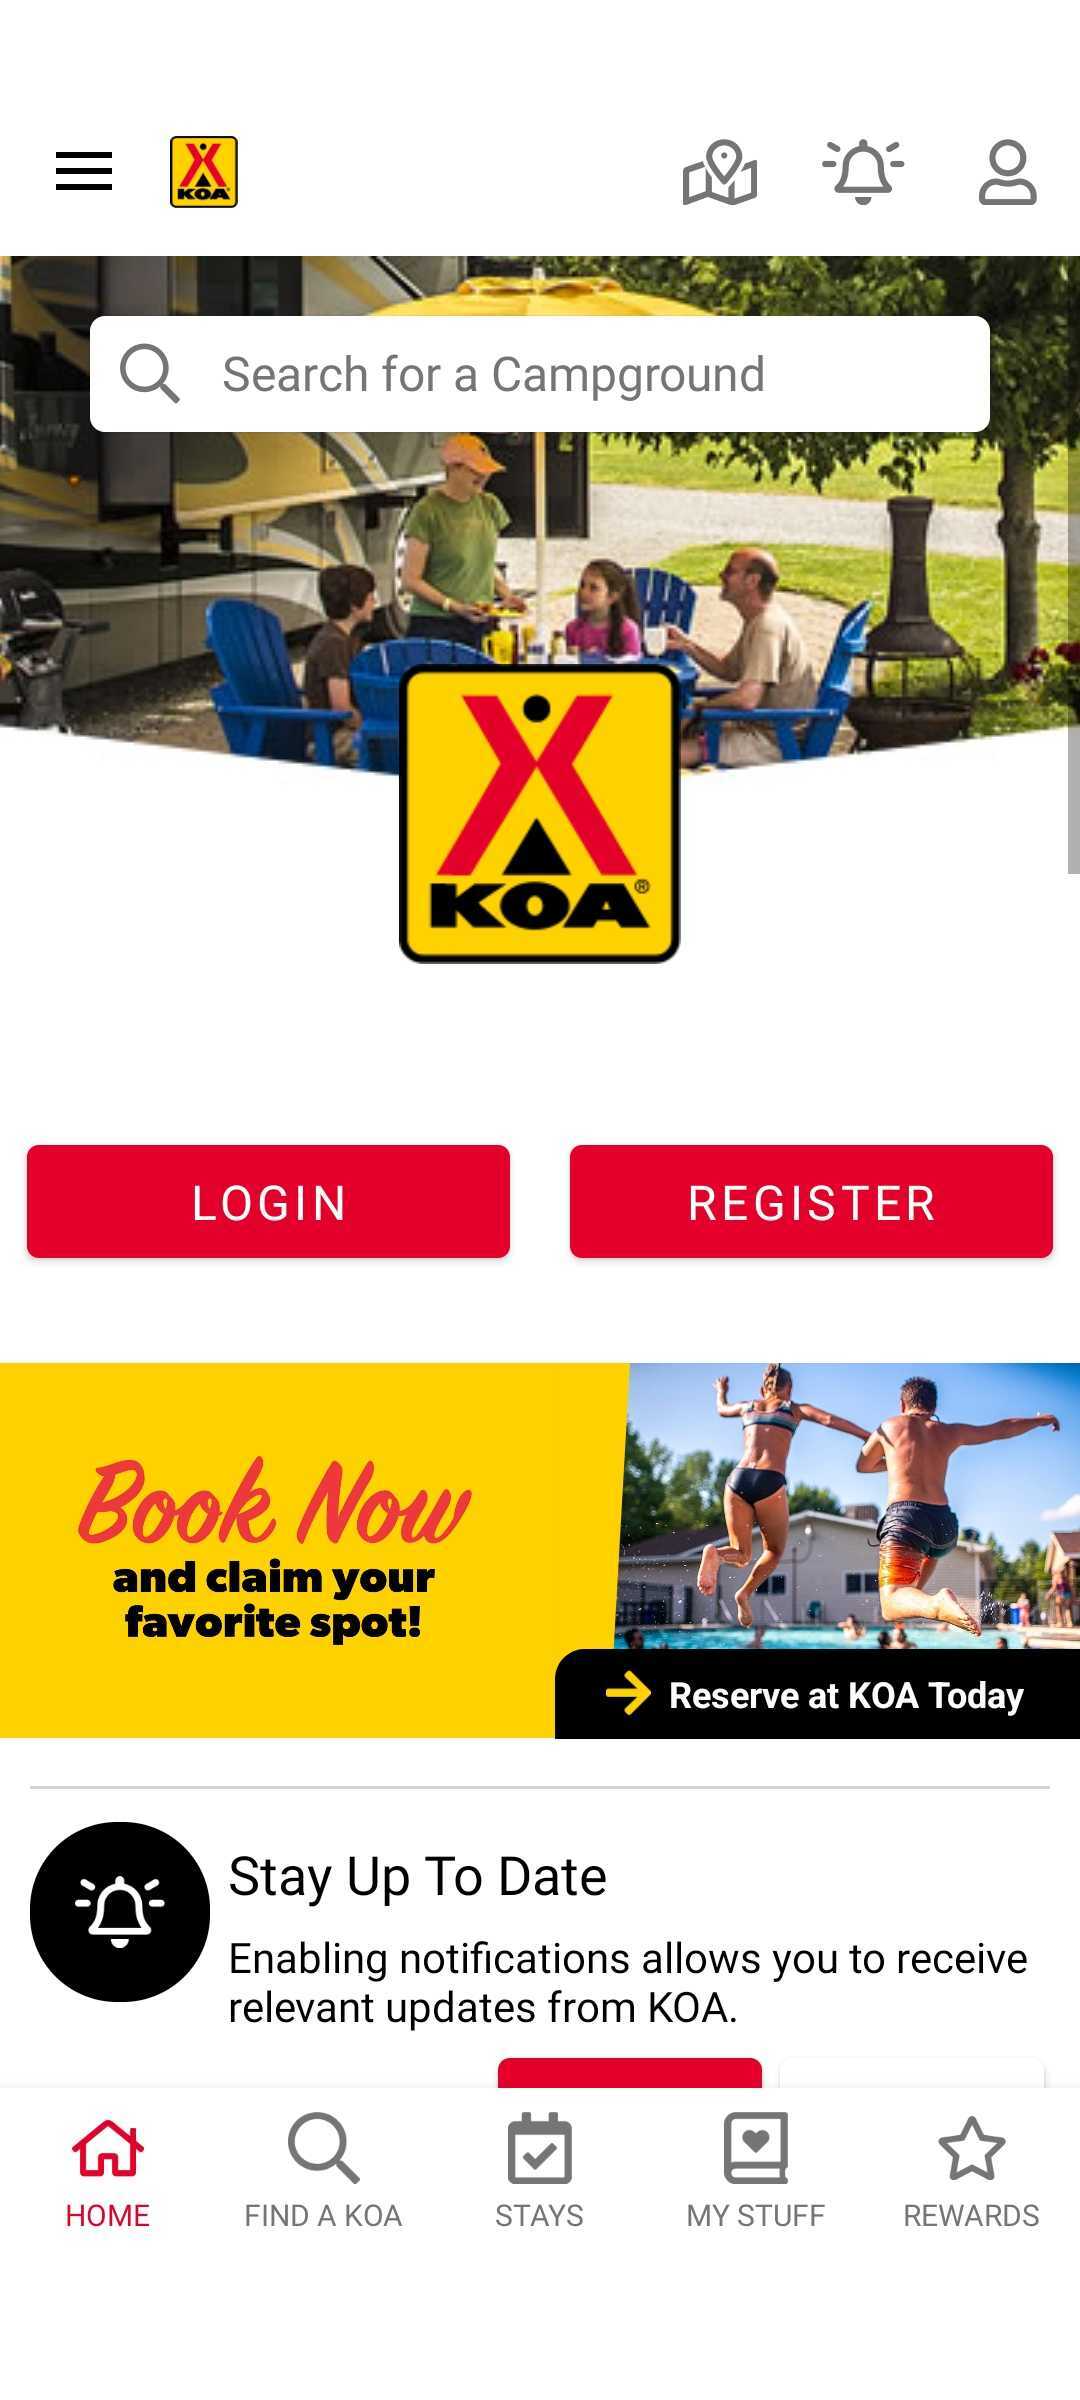 KOA
Search for a Campground
KOA®
LOGIN
REGISTER
Book Now
and claim your
favorite spot!
Reserve at KOA Today
Stay Up To Date
Enabling notifications allows you to receive
relevant updates from KOA.
HOME
FIND A KOA
STAYS
MY STUFF
REWARDS